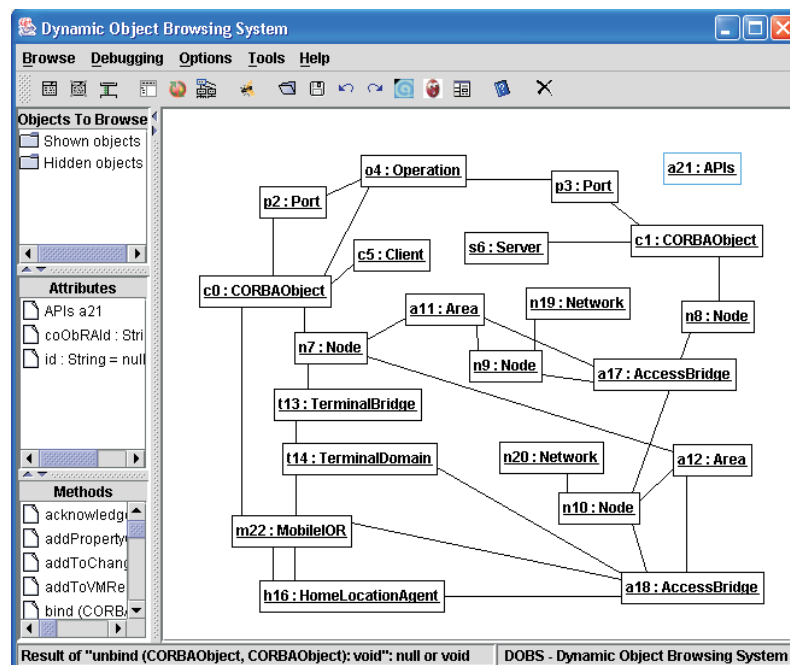 Dynamic Object Browsing System
Browse Debugging Options Tools Help
Objects To Browse
Shown objects
Hidden objects
Attributes
APIs a21
coObRAId : Stri
id : String = null
Methods
acknowledg
addProperty
addToChang
addToVMRe
bind (CORBA
o4 : Operation
a21 : APIs
p2 : Port
p3 : Port
c5 : Client
s6 : Server
c1 : CORBAObject
c0 : CORBAObject
a11 : Area
n19 : Network
n8 : Node
n7 : Node
n9 : Node
a17 : AccessBridge
t13 : TerminalBridge
t14 : TerminalDomain
n20 : Network
a12 : Area
n10 : Node
m22 : MobileIOR
h16 : HomeLocationAgent
a18 : AccessBridge
Result of "unbind (CORBAObject, CORBAObject): void": null or void
DOBS - Dynamic Object Browsing System